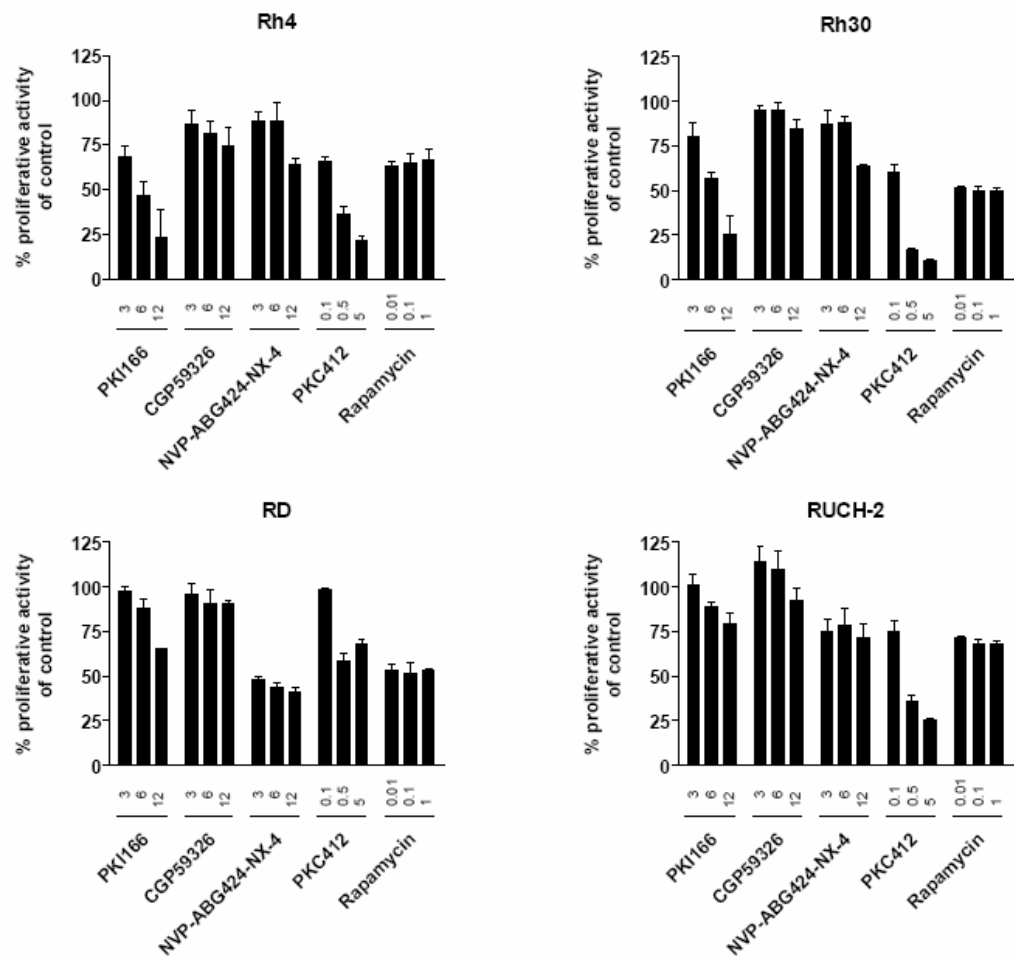 Rh4
% proliferative activity
of control
125
100
75
50
25
0
3 6 12 3 6 12 3 6 12 0.1 0.5 5 0.01 0.1 1
PKI166 CGP59326 NVP-ABG424-NX-4 PKC412 Rapamycin
Rh30
% proliferative activity
of control
125
100
75
50
25
0
3 6 12 3 6 12 3 6 12 0.1 0.5 5 0.01 0.1 1
PKI166 CGP59326 NVP-ABG424-NX-4 PKC412 Rapamycin
RD
% proliferative activity
of control
125
100
75
50
25
0
3 6 12 3 6 12 3 6 12 0.1 0.5 5 0.01 0.1 1
PKI166 CGP59326 NVP-ABG424-NX-4 PKC412 Rapamycin
RUCH-2
% proliferative activity
of control
125
100
75
50
25
0
3 6 12 3 6 12 3 6 12 0.1 0.5 5 0.01 0.1 1
PKI166 CGP59326 NVP-ABG424-NX-4 PKC412 Rapamycin